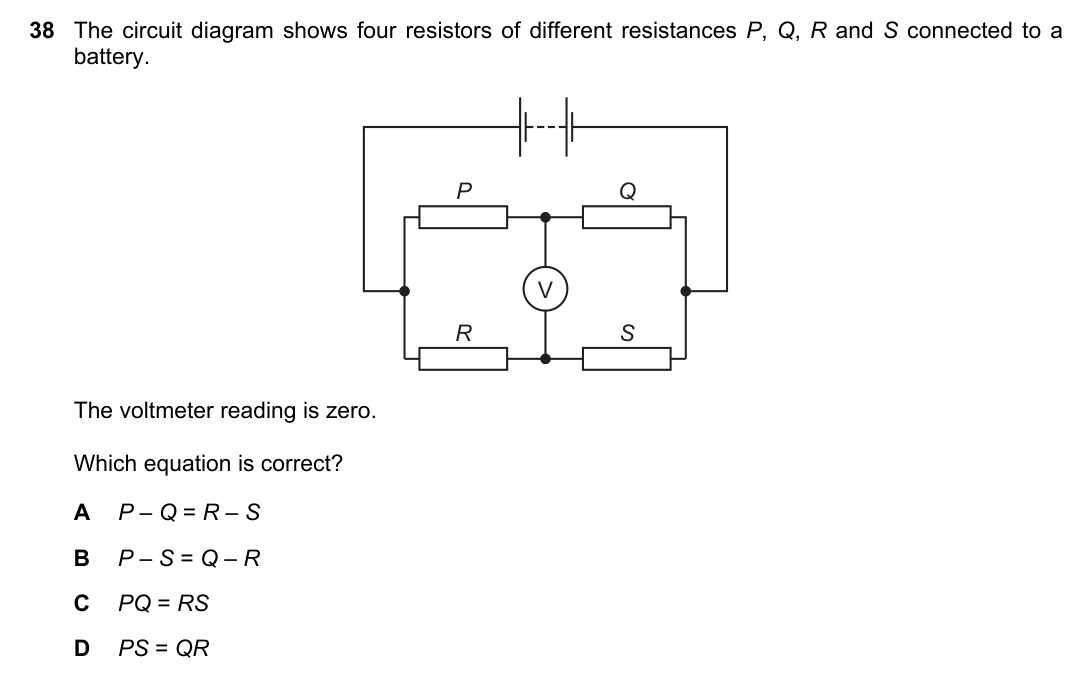 38 The circuit diagram shows four resistors of different resistances P, Q, R and S connected to a
battery.
P
Q
V
R
S
The voltmeter reading is zero.
Which equation is correct?
A P – Q = R – S
B P – S = Q – R
C PQ = RS
D PS = QR